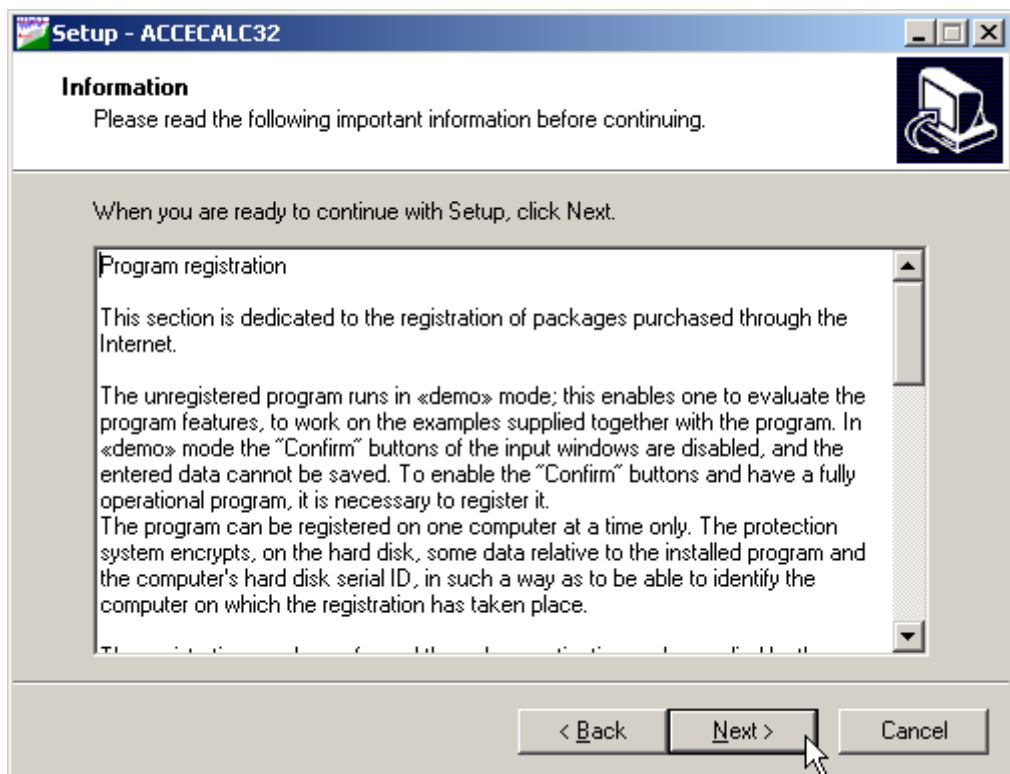 Setup - ACCECALC32
Information
Please read the following important information before continuing.
When you are ready to continue with Setup, click Next.
Program registration
This section is dedicated to the registration of packages purchased through the
Internet.
The unregistered program runs in «demo» mode; this enables one to evaluate the
program features, to work on the examples supplied together with the program. In
«demo» mode the "Confirm" buttons of the input windows are disabled, and the
entered data cannot be saved. To enable the "Confirm" buttons and have a fully
operational program, it is necessary to register it.
The program can be registered on one computer at a time only. The protection
system encrypts, on the hard disk, some data relative to the installed program and
the computer's hard disk serial ID, in such a way as to be able to identify the
computer on which the registration has taken place.
< Back
Next >
Cancel